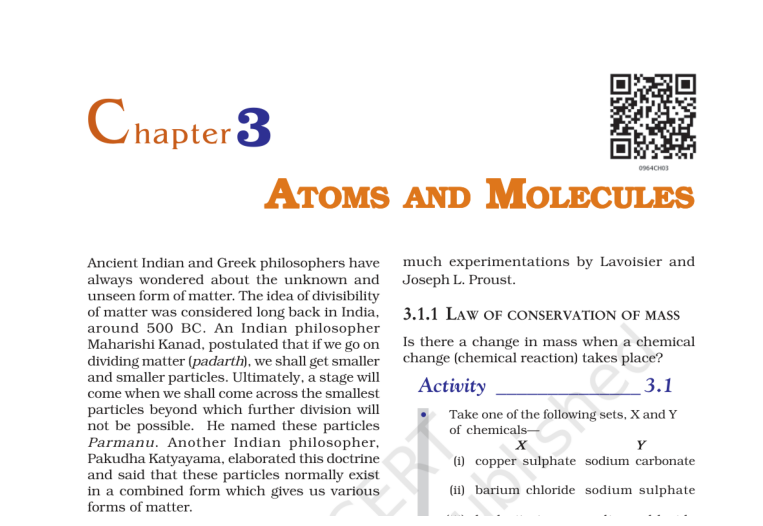 Chapter 3
0964CH03
ATOMS AND MOLECULES
Ancient Indian and Greek philosophers have
always wondered about the unknown and
unseen form of matter. The idea of divisibility
of matter was considered long back in India,
around 500 BC. An Indian philosopher
Maharishi Kanad, postulated that if we go on
dividing matter (padarth), we shall get smaller
and smaller particles. Ultimately, a stage will
come when we shall come across the smallest
particles beyond which further division will
not be possible. He named these particles
Parmanu. Another Indian philosopher,
Pakudha Katyayama, elaborated this doctrine
and said that these particles normally exist
in a combined form which gives us various
forms of matter.
much experimentations by Lavoisier and
Joseph L. Proust.
3.1.1 LAW OF CONSERVATION OF MASS
Is there a change in mass when a chemical
change (chemical reaction) takes place?
Activity ______________ 3.1
• Take one of the following sets, X and Y
of chemicals—
X Y
(i) copper sulphate sodium carbonate
(ii) barium chloride sodium sulphate